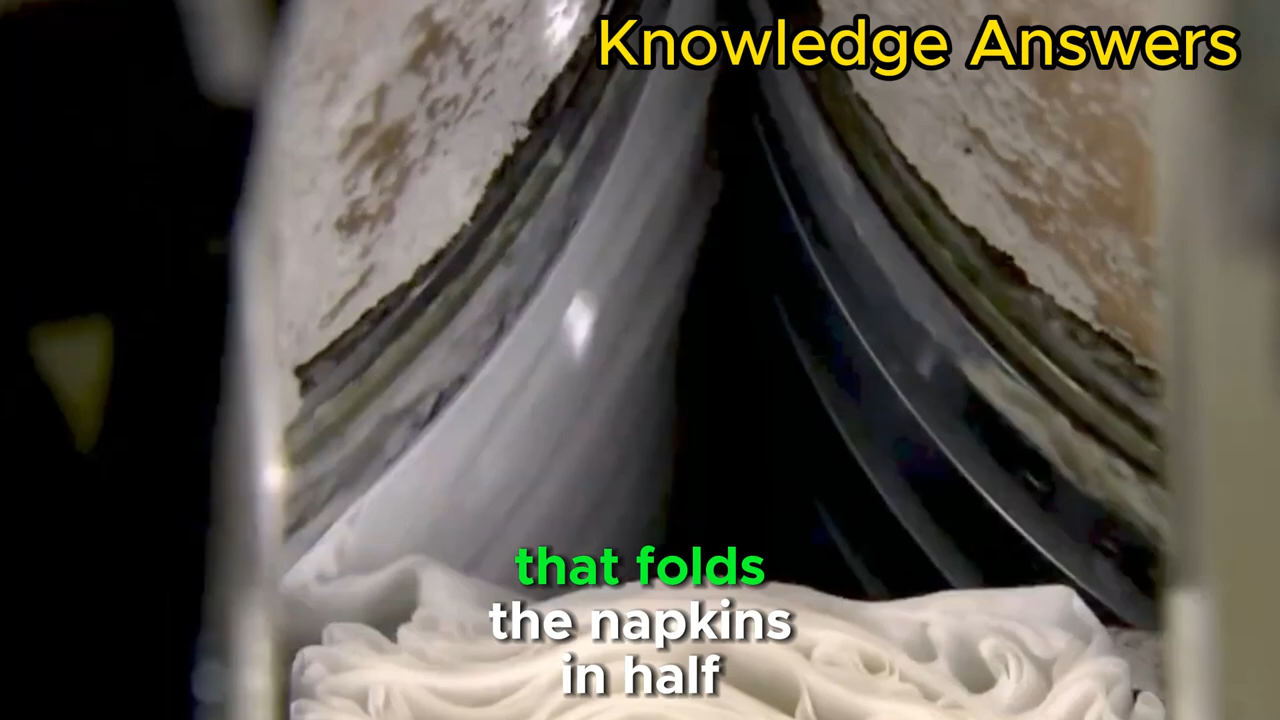 Knowledge Answers
that folds
the napkins
in half